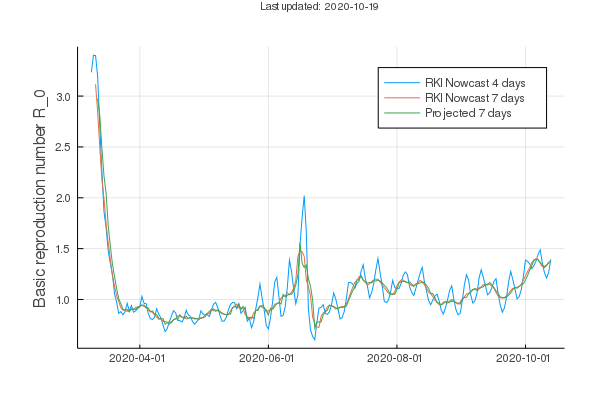 Last updated: 2020-10-19
Basic reproduction number R_0
3.0
2.5
2.0
1.5
1.0
RKI Nowcast 4 days
RKI Nowcast 7 days
Projected 7 days
2020-04-01
2020-06-01
2020-08-01
2020-10-01